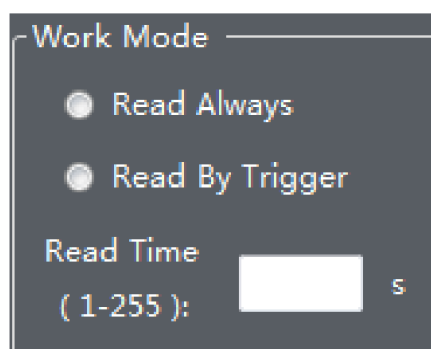 Work Mode
Read Always
Read By Trigger
Read Time
( 1-255 ):
s